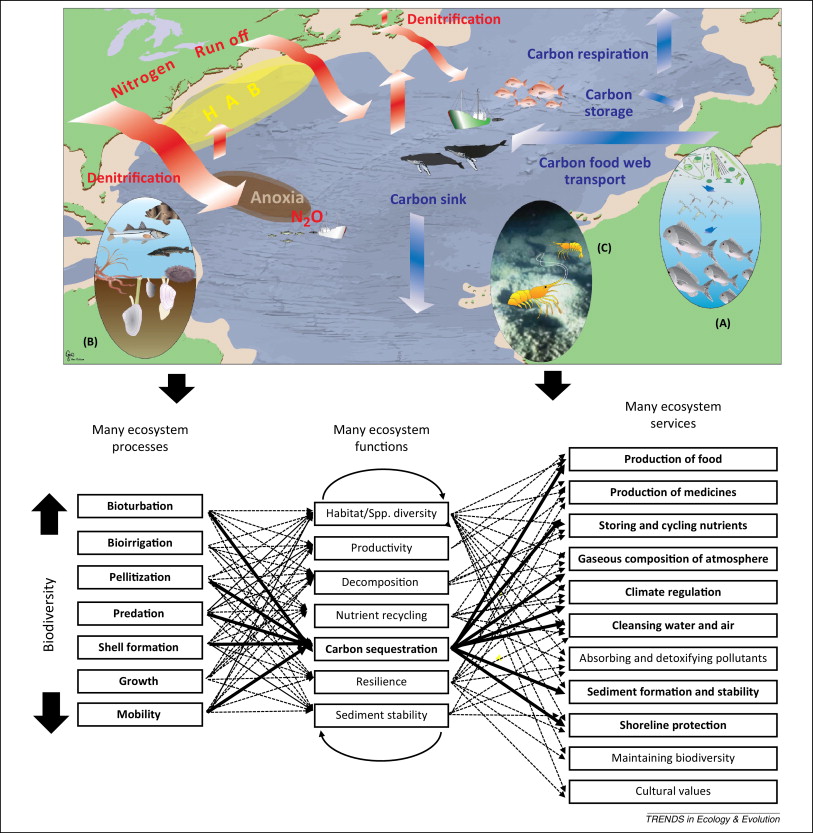 Denitrification
Nitrogen Run off
Carbon respiration
H A B
Carbon
storage
Carbon food web
transport
Denitrification
Anoxia
N2O
Carbon sink
(C)
(A)
(B)
Many ecosystem
processes
Many ecosystem
functions
Many ecosystem
services
Biodiversity
Bioturbation
Bioirrigation
Pellitization
Predation
Shell formation
Growth
Mobility
Habitat/Spp. diversity
Productivity
Decomposition
Nutrient recycling
Carbon sequestration
Resilience
Sediment stability
Production of food
Production of medicines
Storing and cycling nutrients
Gaseous composition of atmosphere
Climate regulation
Cleansing water and air
Absorbing and detoxifying pollutants
Sediment formation and stability
Shoreline protection
Maintaining biodiversity
Cultural values
TRENDS in Ecology & Evolution